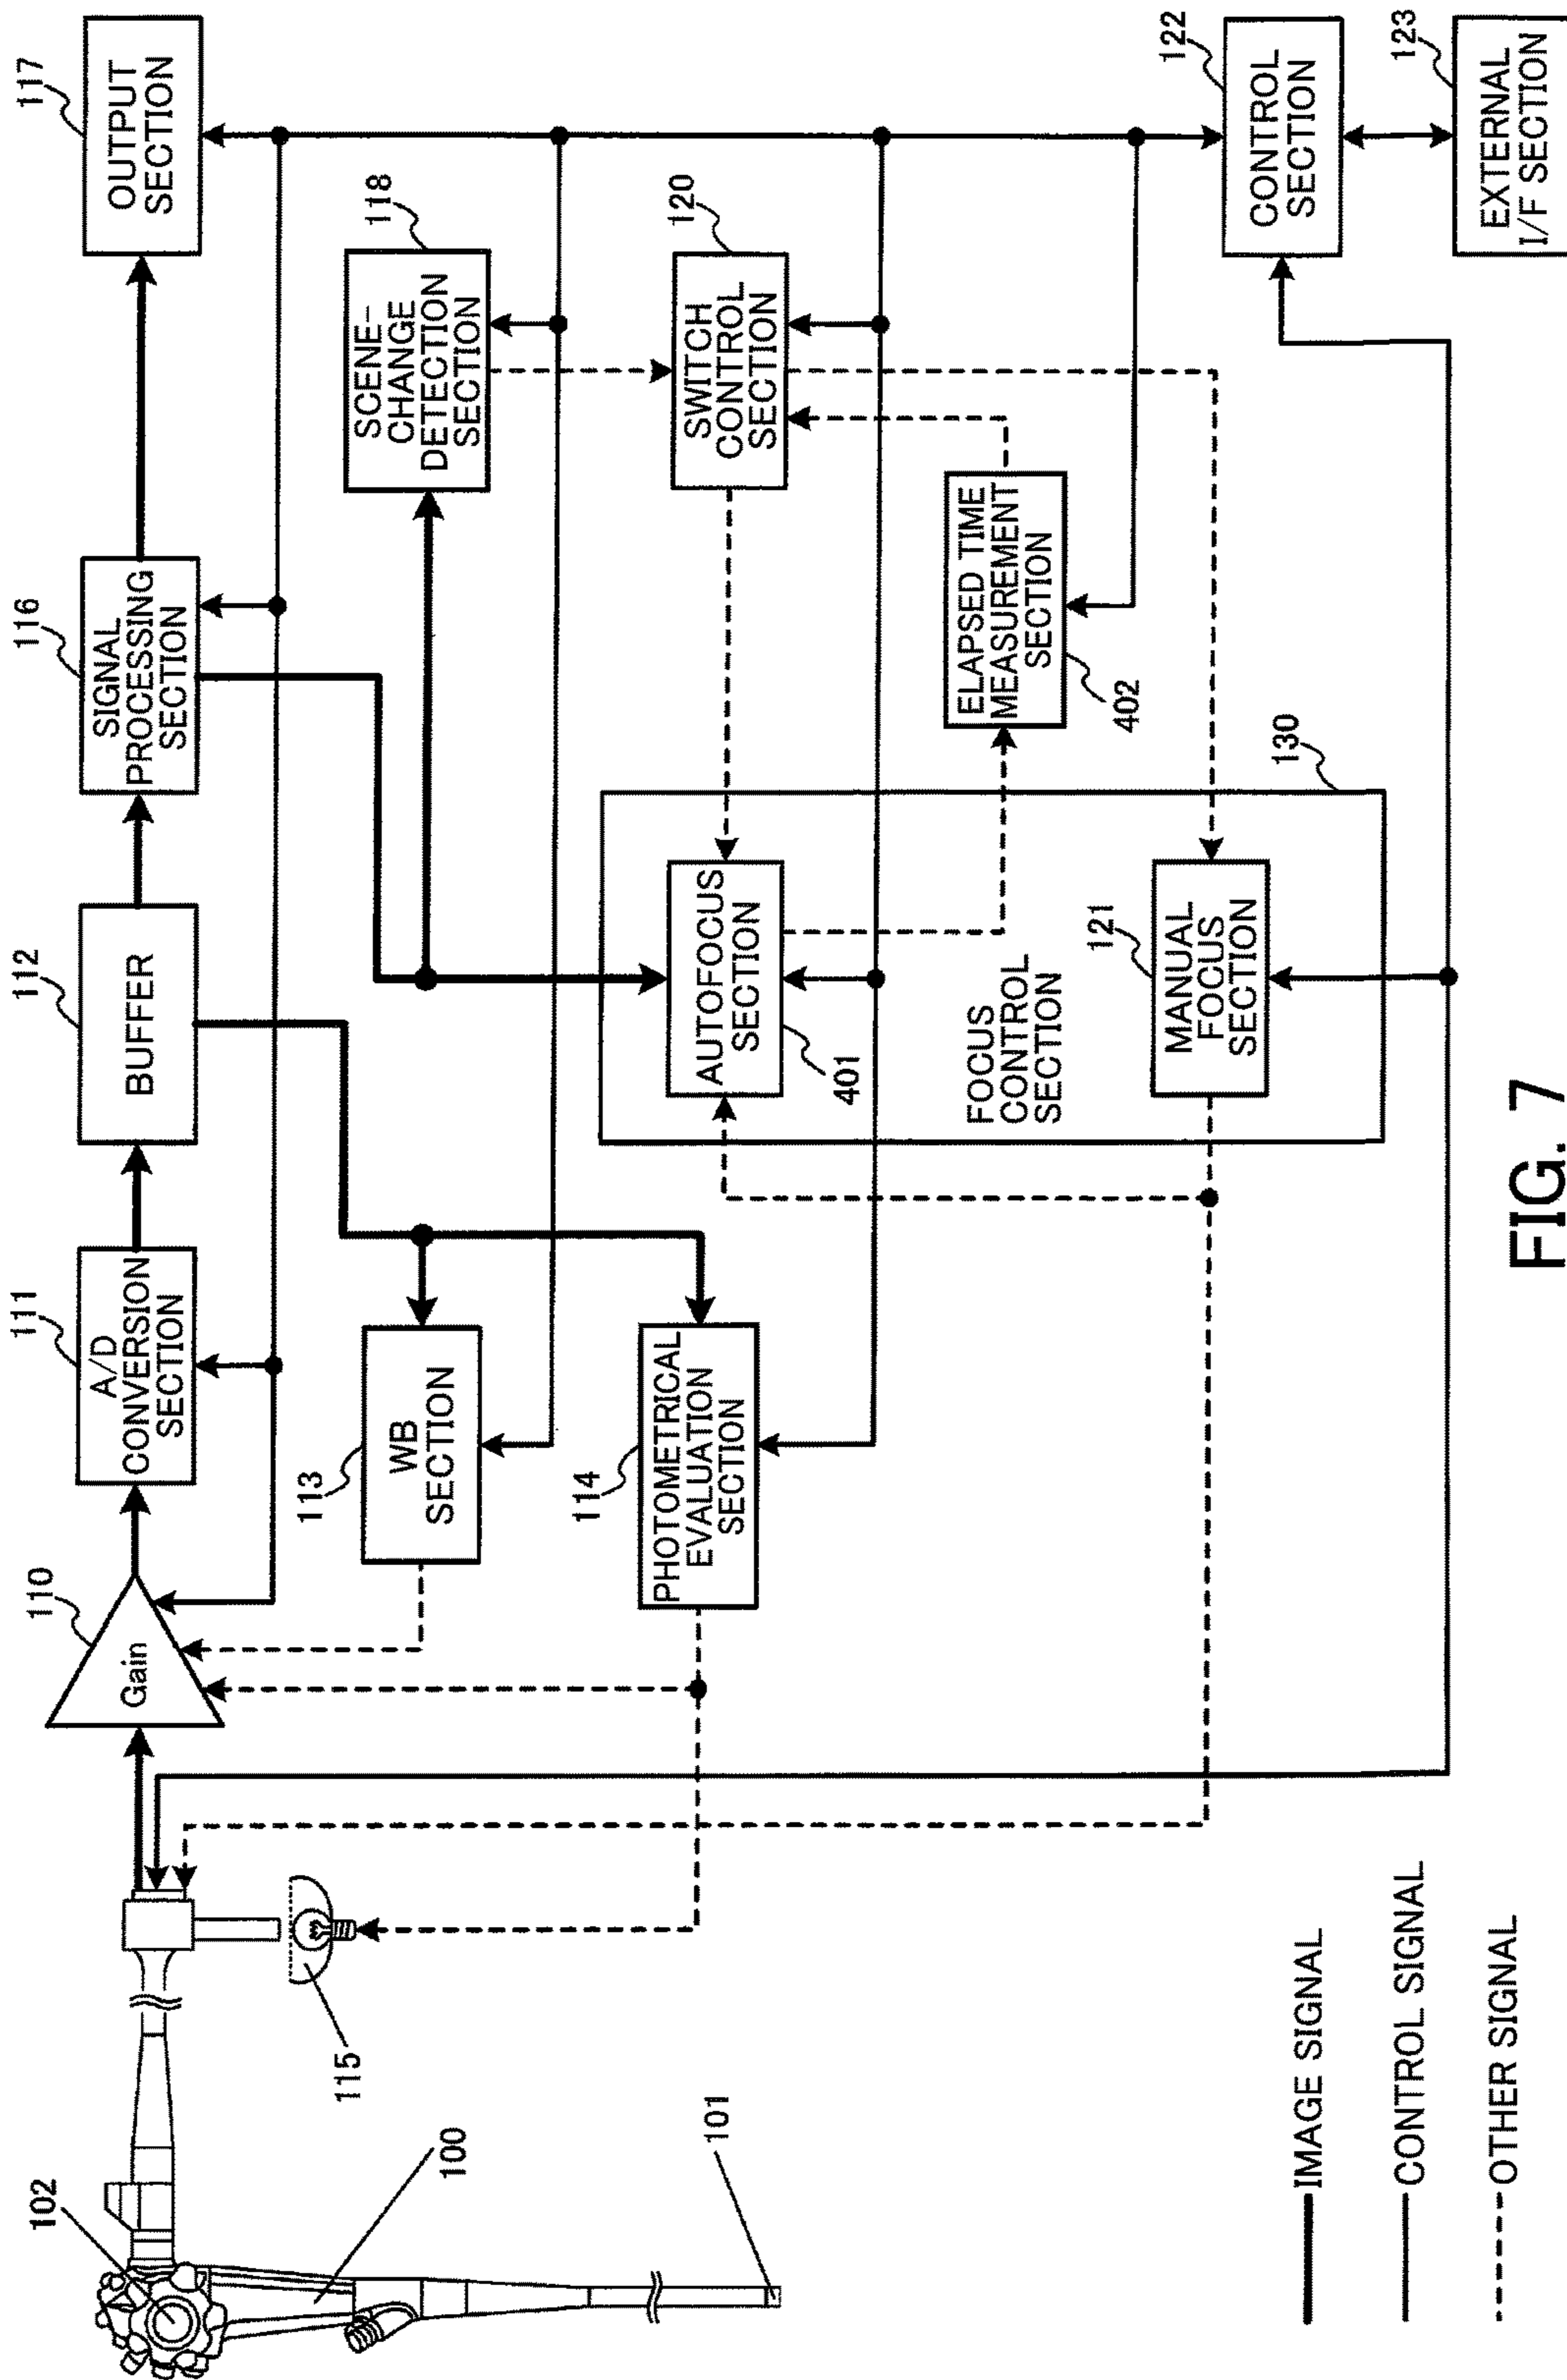 102
100
101
115
110
Gain
111
A/D
CONVERSION
SECTION
112
BUFFER
116
SIGNAL
PROCESSING
SECTION
117
OUTPUT
SECTION
113
WB
SECTION
118
SCENE-
CHANGE
DETECTION
SECTION
114
PHOTOMETRICAL
EVALUATION
SECTION
AUTOFOCUS
SECTION
401
120
SWITCH
CONTROL
SECTION
FOCUS
CONTROL
SECTION
ELAPSED TIME
MEASUREMENT
SECTION
402
130
121
MANUAL
FOCUS
SECTION
122
CONTROL
SECTION
123
EXTERNAL
I/F SECTION
IMAGE SIGNAL
CONTROL SIGNAL
OTHER SIGNAL
FIG. 7